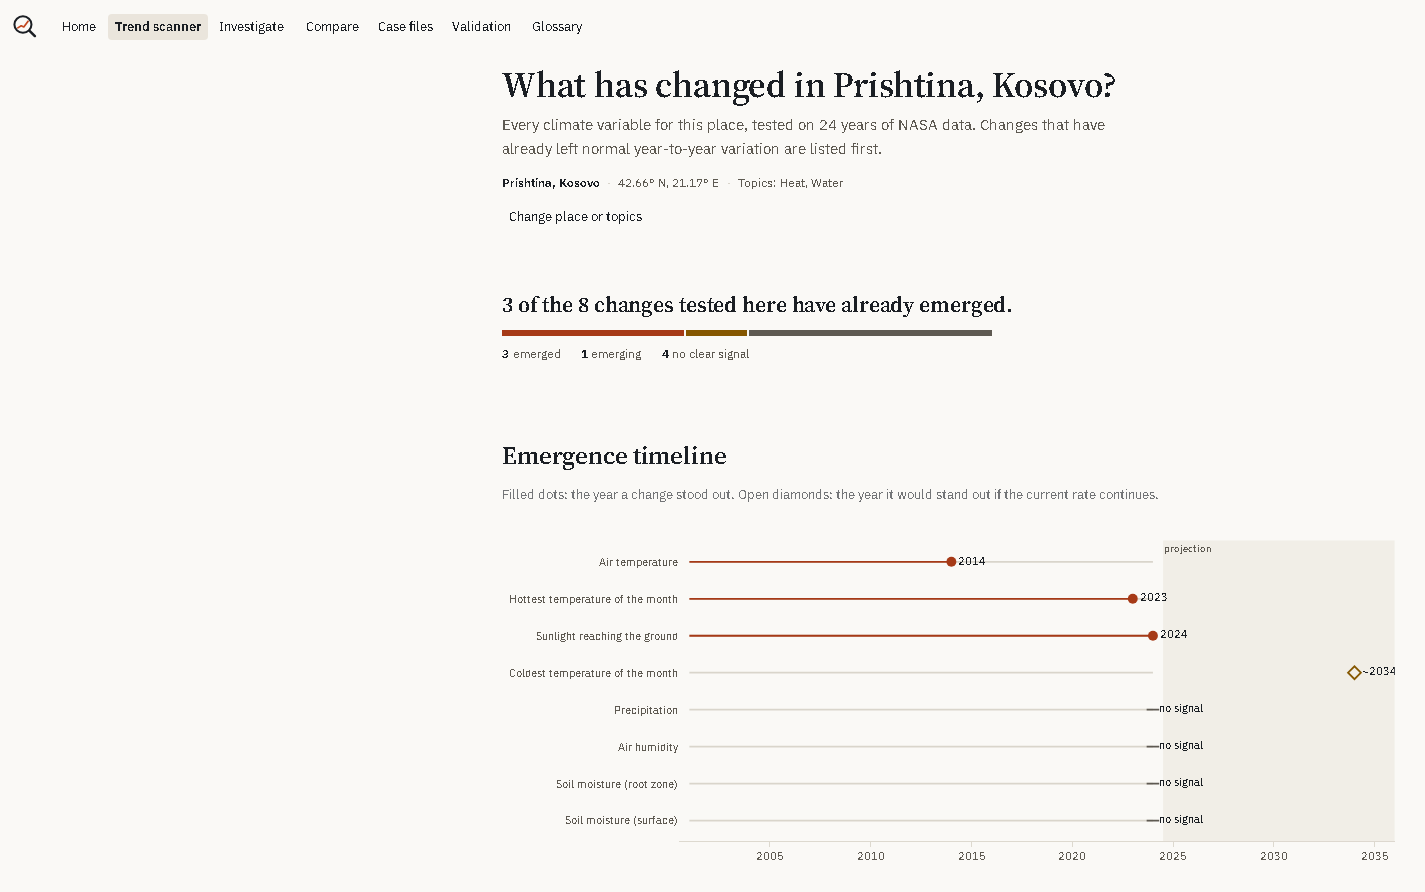 Home Trend scanner Investigate Compare Case files Validation Glossary
What has changed in Prishtina, Kosovo?
Every climate variable for this place, tested on 24 years of NASA data. Changes that have
already left normal year-to-year variation are listed first.
Prishtina, Kosovo · 42.66° N, 21.17° E · Topics: Heat, Water
Change place or topics
3 of the 8 changes tested here have already emerged.
3 emerged 1 emerging 4 no clear signal
Emergence timeline
Filled dots: the year a change stood out. Open diamonds: the year it would stand out if the current rate continues.
projection
Air temperature 2014
Hottest temperature of the month 2023
Sunlight reaching the ground 2024
Coldest temperature of the month ~2034
Precipitation no signal
Air humidity no signal
Soil moisture (root zone) no signal
Soil moisture (surface) no signal
2005 2010 2015 2020 2025 2030 2035